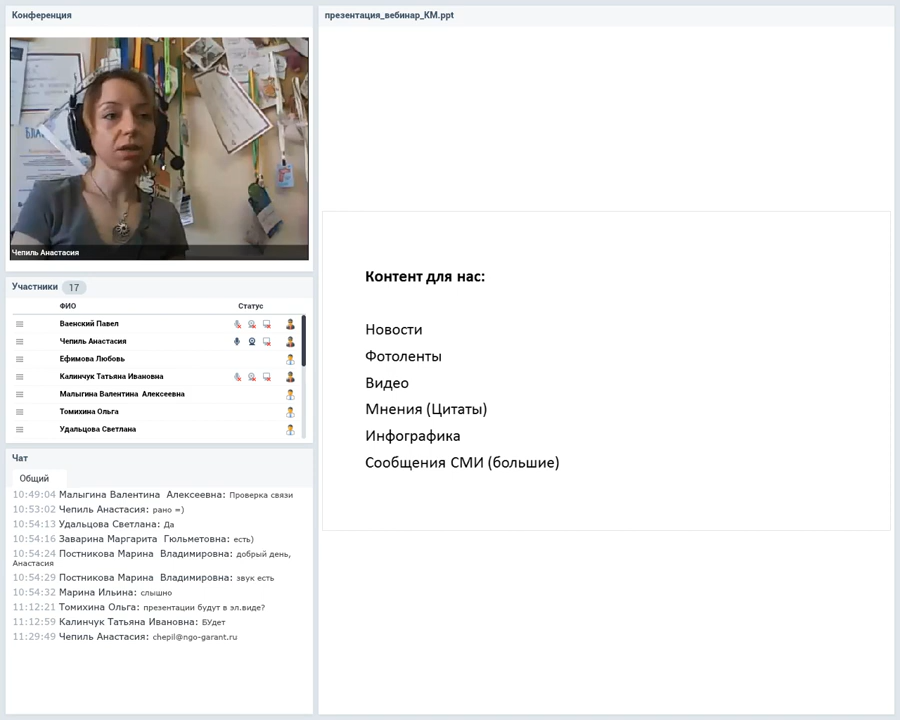 Конференция
Чепиль Анастасия
Участники 17
ФИО Статус
Ваенский Павел
Чепиль Анастасия
Ефимова Любовь
Калинчук Татьяна Ивановна
Малыгина Валентина Алексеевна
Томихина Ольга
Удальцова Светлана
Чат
Общий
10:49:04 Малыгина Валентина Алексеевна: Проверка связи
10:53:02 Чепиль Анастасия: рано =)
10:54:13 Удальцова Светлана: Да
10:54:16 Заварина Маргарита Гюльметовна: есть)
10:54:24 Постникова Марина Владимировна: добрый день,
Анастасия
10:54:29 Постникова Марина Владимировна: звук есть
10:54:32 Марина Ильина: слышно
11:12:21 Томихина Ольга: презентации будут в эл.виде?
11:12:59 Калинчук Татьяна Ивановна: БУдет
11:29:49 Чепиль Анастасия: chepil@ngo-garant.ru
презентация_вебинар_КМ.ppt
Контент для нас:
Новости
Фотоленты
Видео
Мнения (Цитаты)
Инфографика
Сообщения СМИ (большие)